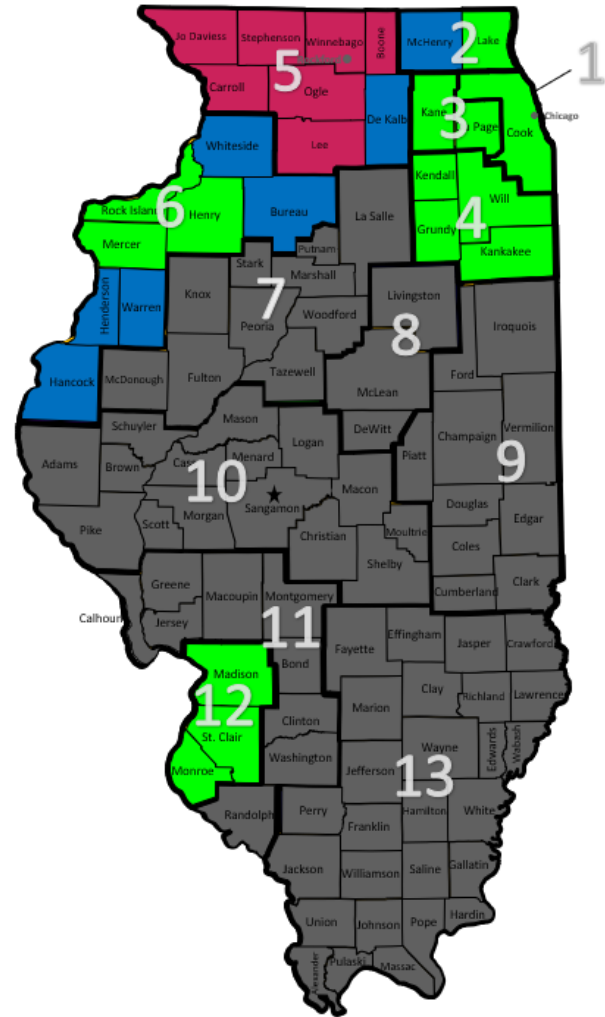 Jo Daviess
Stephenson
Winnebago
Boone
McHenry
2
Lake
5
1
Carroll
Ogle
Kane
3
Du Page
Cook
Chicago
De Kalb
Lee
Whiteside
Kendall
Will
Rock Island
6
Henry
Bureau
La Salle
Grundy
4
Mercer
Putnam
Kankakee
Stark
Marshall
Henderson
Warren
Knox
7
Peoria
Woodford
Livingston
8
Iroquois
Hancock
McDonough
Fulton
Tazewell
McLean
Ford
Schuyler
Mason
Logan
DeWitt
Champaign
Vermilion
Adams
Brown
Cass
Menard
Piatt
9
10
Sangamon
Macon
Pike
Scott
Morgan
Christian
Moultrie
Douglas
Edgar
Shelby
Coles
Greene
Macoupin
Montgomery
Cumberland
Clark
Calhoun
Jersey
11
Fayette
Effingham
Jasper
Crawford
Madison
Bond
Clay
Richland
Lawrence
12
Clinton
Marion
St. Clair
Washington
Jefferson
Wayne
Edwards
Wabash
Monroe
13
Randolph
Perry
Franklin
Hamilton
White
Jackson
Williamson
Saline
Gallatin
Union
Johnson
Pope
Hardin
Alexander
Pulaski
Massac